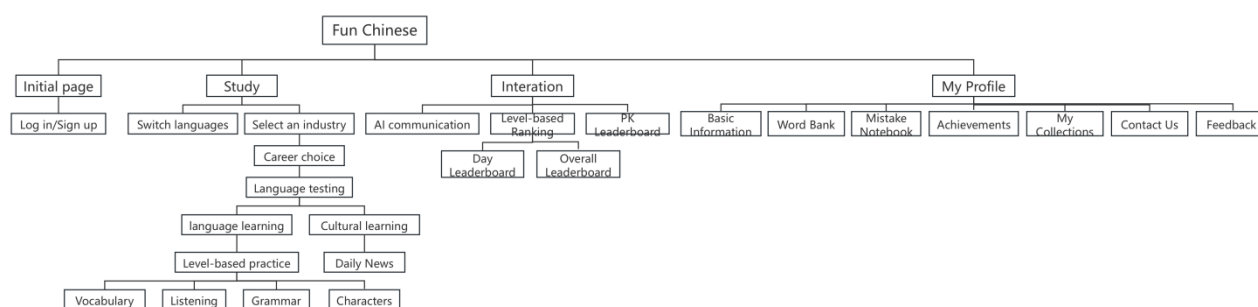 Fun Chinese
Initial page
Study
Interation
My Profile
Log in/Sign up
Switch languages
Select an industry
AI communication
Level-based
Ranking
PK
Leaderboard
Basic
Information
Word Bank
Mistake
Notebook
Achievements
My
Collections
Contact Us
Feedback
Career choice
Day
Leaderboard
Overall
Leaderboard
Language testing
language learning
Cultural learning
Level-based practice
Daily News
Vocabulary
Listening
Grammar
Characters